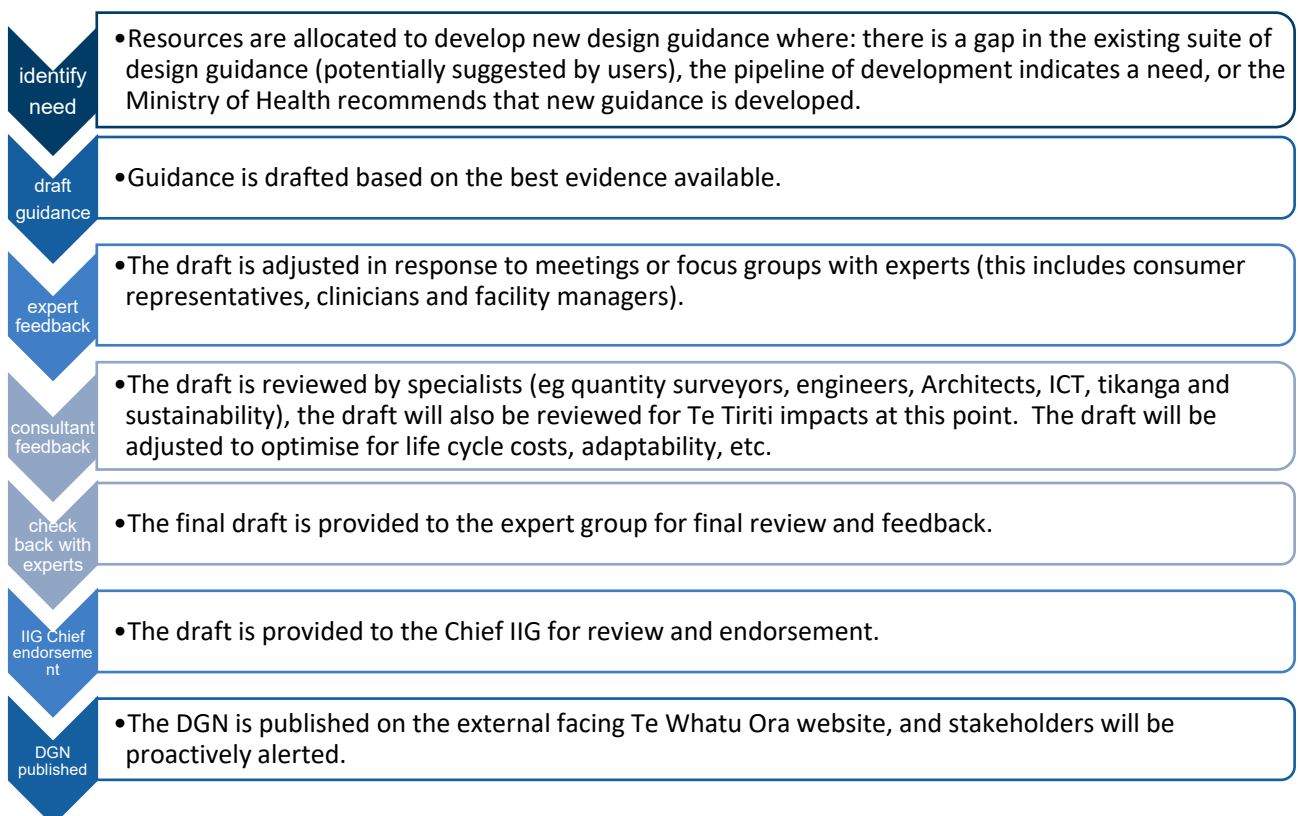 identify
need
•Resources are allocated to develop new design guidance where: there is a gap in the existing suite of
design guidance (potentially suggested by users), the pipeline of development indicates a need, or the
Ministry of Health recommends that new guidance is developed.
draft
guidance
•Guidance is drafted based on the best evidence available.
expert
feedback
•The draft is adjusted in response to meetings or focus groups with experts (this includes consumer
representatives, clinicians and facility managers).
consultant
feedback
•The draft is reviewed by specialists (eg quantity surveyors, engineers, Architects, ICT, tikanga and
sustainability), the draft will also be reviewed for Te Tiriti impacts at this point.  The draft will be
adjusted to optimise for life cycle costs, adaptability, etc.
check
back with
experts
•The final draft is provided to the expert group for final review and feedback.
IIG Chief
endorseme
nt
•The draft is provided to the Chief IIG for review and endorsement.
DGN
published
•The DGN is published on the external facing Te Whatu Ora website, and stakeholders will be
proactively alerted.